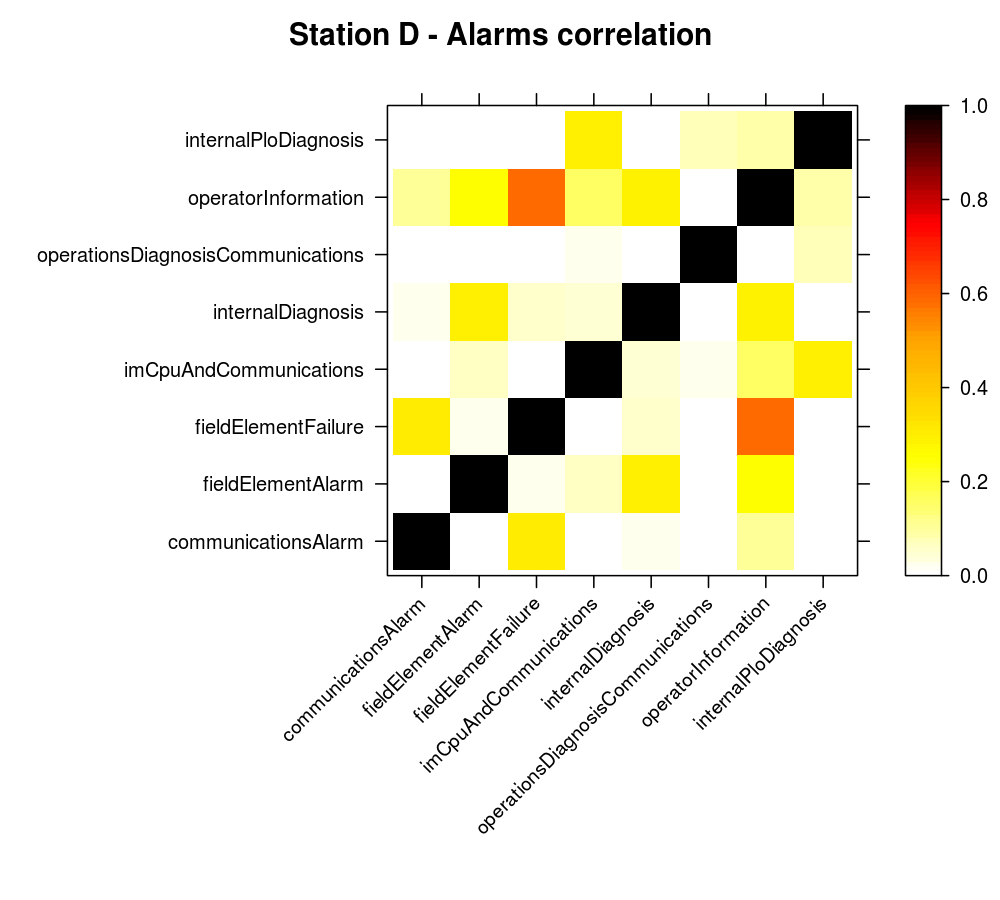 Station D - Alarms correlation
internalPloDiagnosis
operatorInformation
operationsDiagnosisCommunications
internalDiagnosis
imCpuAndCommunications
fieldElementFailure
fieldElementAlarm
communicationsAlarm
1.0
0.8
0.6
0.4
0.2
0.0
communicationsAlarm
fieldElementAlarm
fieldElementFailure
imCpuAndCommunications
internalDiagnosis
operationsDiagnosisCommunications
operatorInformation
internalPloDiagnosis